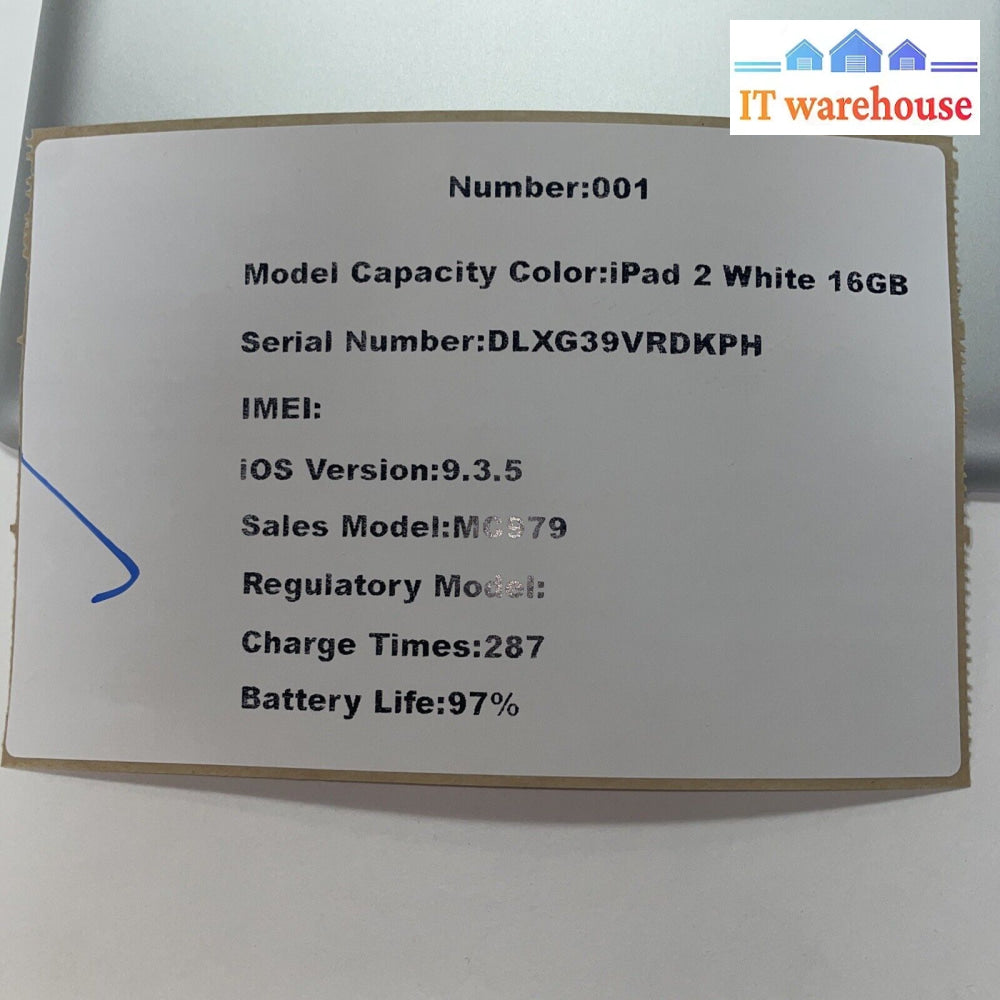 IT warehouse
Number:001
Model Capacity Color:iPad 2 White 16GB
Serial Number:DLXG39VRDKPH
IMEI:
iOS Version:9.3.5
Sales Model:MC979
Regulatory Model:
Charge Times:287
Battery Life:97%